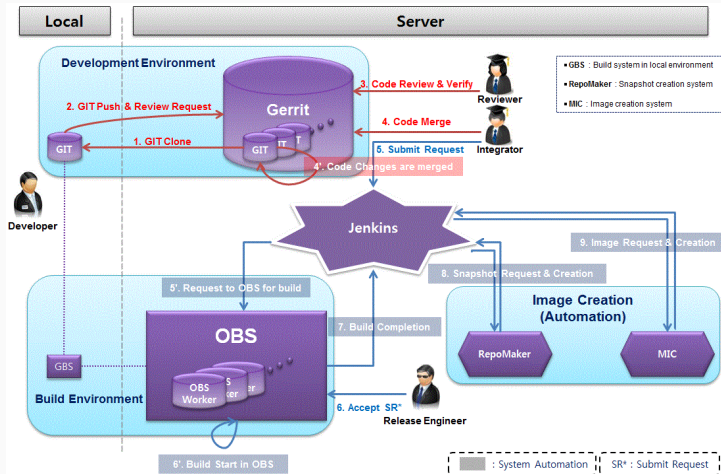 Local
Server
Development Environment
• GBS : Build system in local environment
• RepoMaker : Snapshot creation system
• MIC : Image creation system
3. Code Review & Verify
Reviewer
2. GIT Push & Review Request
Gerrit
4. Code Merge
Integrator
1. GIT Clone
GIT
GIT
5. Submit Request
4'. Code Changes are merged
Developer
Jenkins
9. Image Request & Creation
8. Snapshot Request & Creation
5'. Request to OBS for build
Image Creation
(Automation)
OBS
7. Build Completion
RepoMaker
MIC
GBS
OBS
Worker
Build Environment
6. Accept SR*
Release Engineer
6'. Build Start in OBS
: System Automation
SR* : Submit Request